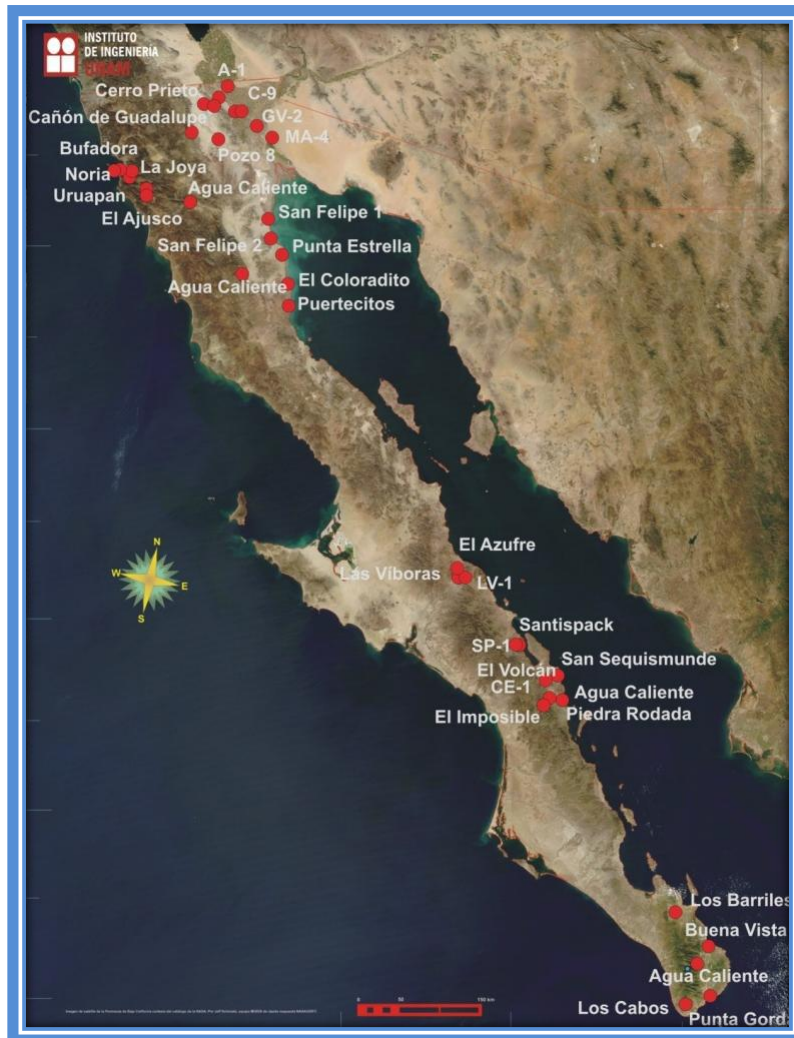 INSTITUTO
DE INGENIERÍA
UNAM
A-1
Cerro Prieto
C-9
Cañón de Guadalupe
GV-2
MA-4
Bufadora
Pozo 8
La Joya
Noria
Agua Caliente
Uruapan
El Ajusco
San Felipe 1
San Felipe 2
Punta Estrella
Agua Caliente
El Coloradito
Puertecitos
N
W
E
S
El Azufre
Las Víboras
LV-1
Santispack
SP-1
El Volcán
San Sequismunde
CE-1
Agua Caliente
El Imposible
Piedra Rodada
Los Barriles
Buena Vista
Agua Caliente
Los Cabos
Punta Gord
0 50 150 km